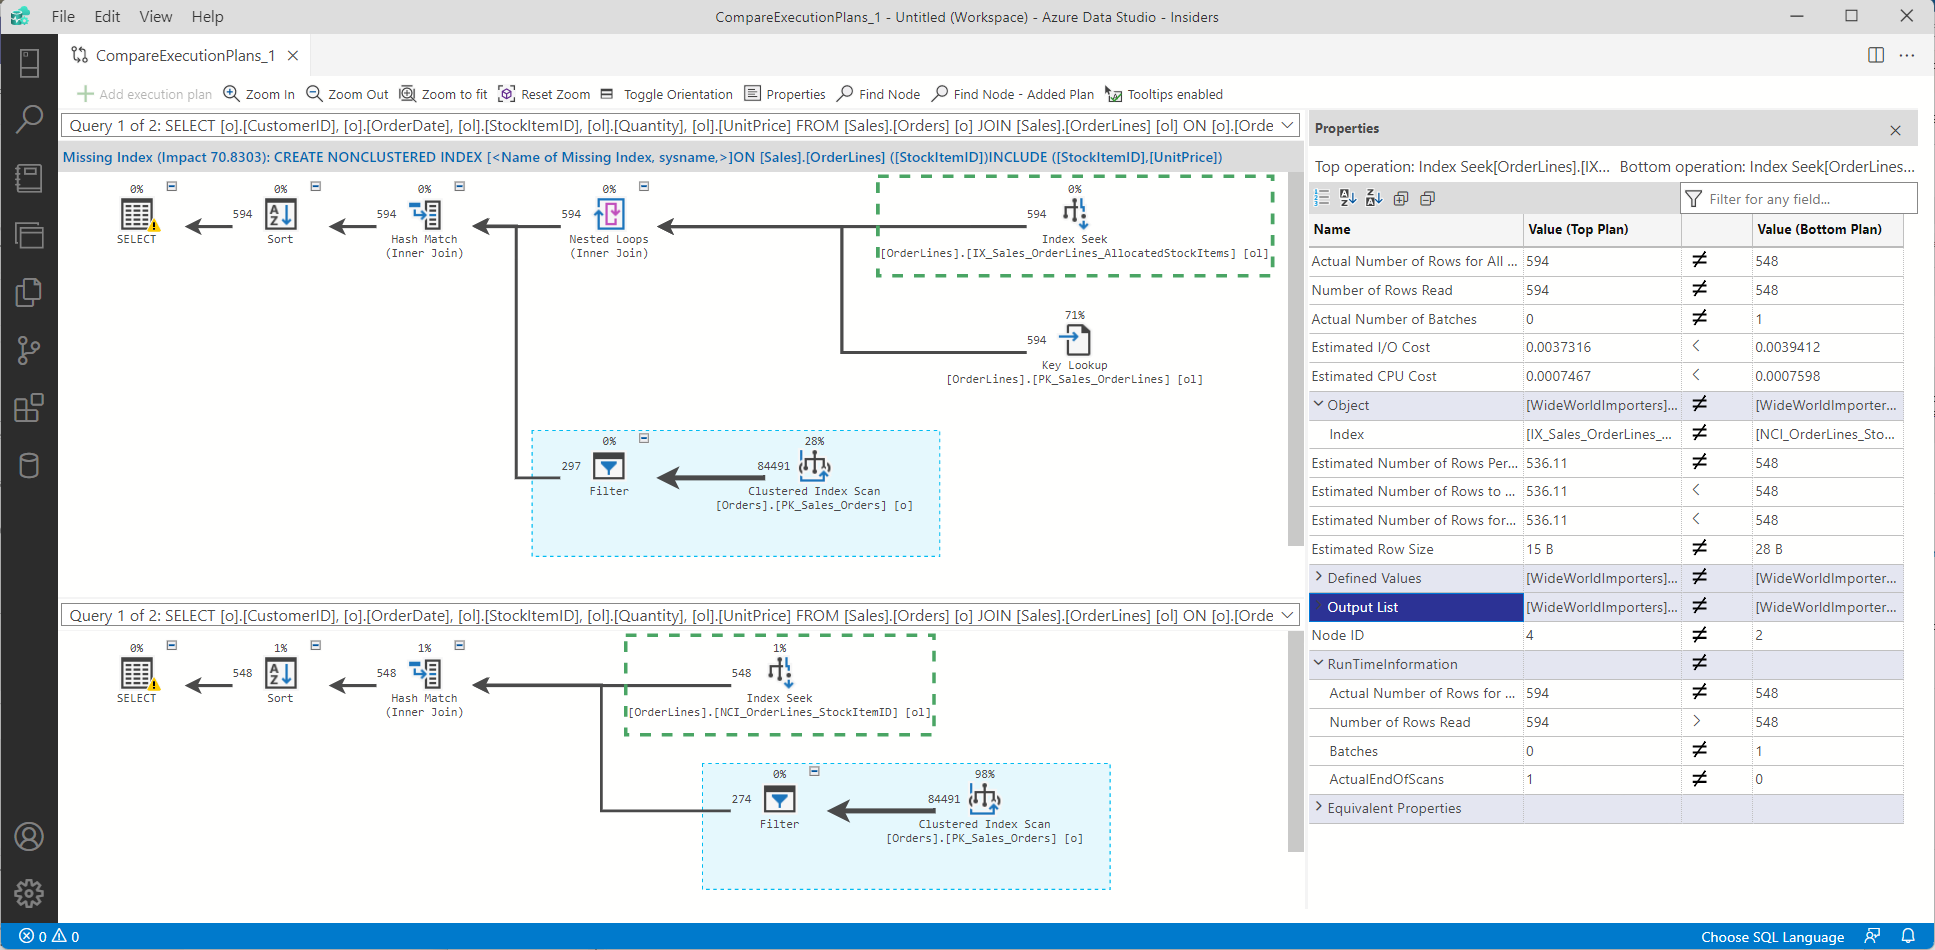 File Edit View Help
CompareExecutionPlans_1 - Untitled (Workspace) - Azure Data Studio - Insiders
CompareExecutionPlans_1
Add execution plan Zoom In Zoom Out Zoom to fit Reset Zoom Toggle Orientation Properties Find Node Find Node - Added Plan Tooltips enabled
Query 1 of 2: SELECT [o].[CustomerID], [o].[OrderDate], [ol].[StockItemID], [ol].[Quantity], [ol].[UnitPrice] FROM [Sales].[Orders] [o] JOIN [Sales].[OrderLines] [ol] ON [o].[Orde
Missing Index (Impact 70.8303): CREATE NONCLUSTERED INDEX [<Name of Missing Index, sysname,>]ON [Sales].[OrderLines] ([StockItemID])INCLUDE ([StockItemID],[UnitPrice])
0% 0% 0% 0% 0%
594 594 594 594
SELECT Sort Hash Match Nested Loops Index Seek
(Inner Join) (Inner Join) [OrderLines].[IX_Sales_OrderLines_AllocatedStockItems] [ol]
71%
594
Key Lookup
[OrderLines].[PK_Sales_OrderLines] [ol]
0% 28%
297 84491
Filter Clustered Index Scan
[Orders].[PK_Sales_Orders] [o]
Query 1 of 2: SELECT [o].[CustomerID], [o].[OrderDate], [ol].[StockItemID], [ol].[Quantity], [ol].[UnitPrice] FROM [Sales].[Orders] [o] JOIN [Sales].[OrderLines] [ol] ON [o].[Orde
0% 1% 1% 1%
548 548 548
SELECT Sort Hash Match Index Seek
(Inner Join) [OrderLines].[NCI_OrderLines_StockItemID] [ol]
0% 98%
274 84491
Filter Clustered Index Scan
[Orders].[PK_Sales_Orders] [o]
Properties
Top operation: Index Seek[OrderLines].[IX... Bottom operation: Index Seek[OrderLines...
Filter for any field...
Name Value (Top Plan) Value (Bottom Plan)
Actual Number of Rows for All ... 594 ≠ 548
Number of Rows Read 594 ≠ 548
Actual Number of Batches 0 ≠ 1
Estimated I/O Cost 0.0037316 < 0.0039412
Estimated CPU Cost 0.0007467 < 0.0007598
Object [WideWorldImporters]... ≠ [WideWorldImporter...
Index [IX_Sales_OrderLines_... ≠ [NCI_OrderLines_Sto...
Estimated Number of Rows Per... 536.11 ≠ 548
Estimated Number of Rows to ... 536.11 < 548
Estimated Number of Rows for... 536.11 < 548
Estimated Row Size 15 B ≠ 28 B
Defined Values [WideWorldImporters]... ≠ [WideWorldImporter...
Output List [WideWorldImporters]... ≠ [WideWorldImporter...
Node ID 4 ≠ 2
RunTimeInformation ≠
Actual Number of Rows for ... 594 ≠ 548
Number of Rows Read 594 > 548
Batches 0 ≠ 1
ActualEndOfScans 1 ≠ 0
Equivalent Properties
0 0 Choose SQL Language